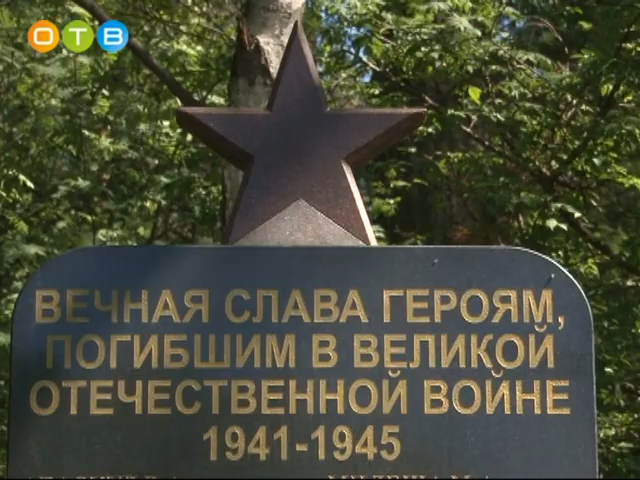 ОТВ
ВЕЧНАЯ СЛАВА ГЕРОЯМ,
ПОГИБШИМ В ВЕЛИКОЙ
ОТЕЧЕСТВЕННОЙ ВОЙНЕ
1941-1945